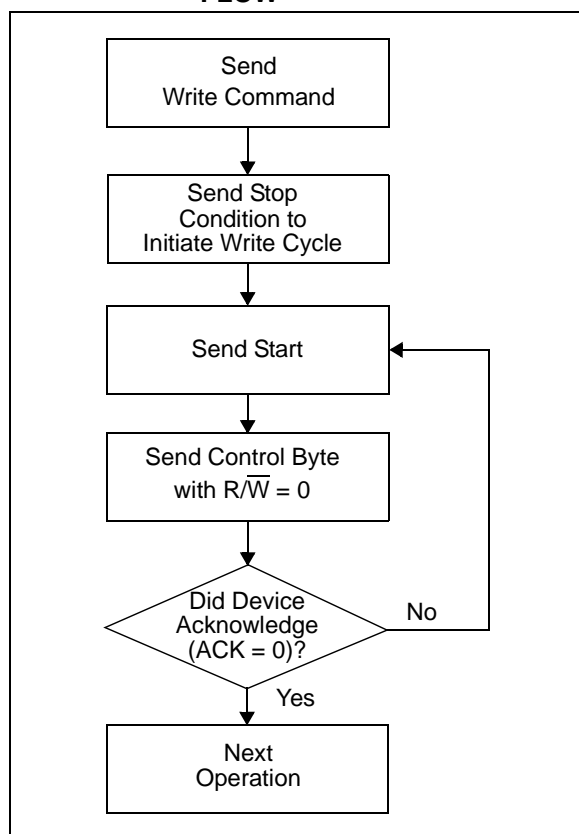 FLOW
Send
Write Command
Send Stop
Condition to
Initiate Write Cycle
Send Start
Send Control Byte
with R/W̅ = 0
Did Device
Acknowledge
(ACK = 0)?
No
Yes
Next
Operation